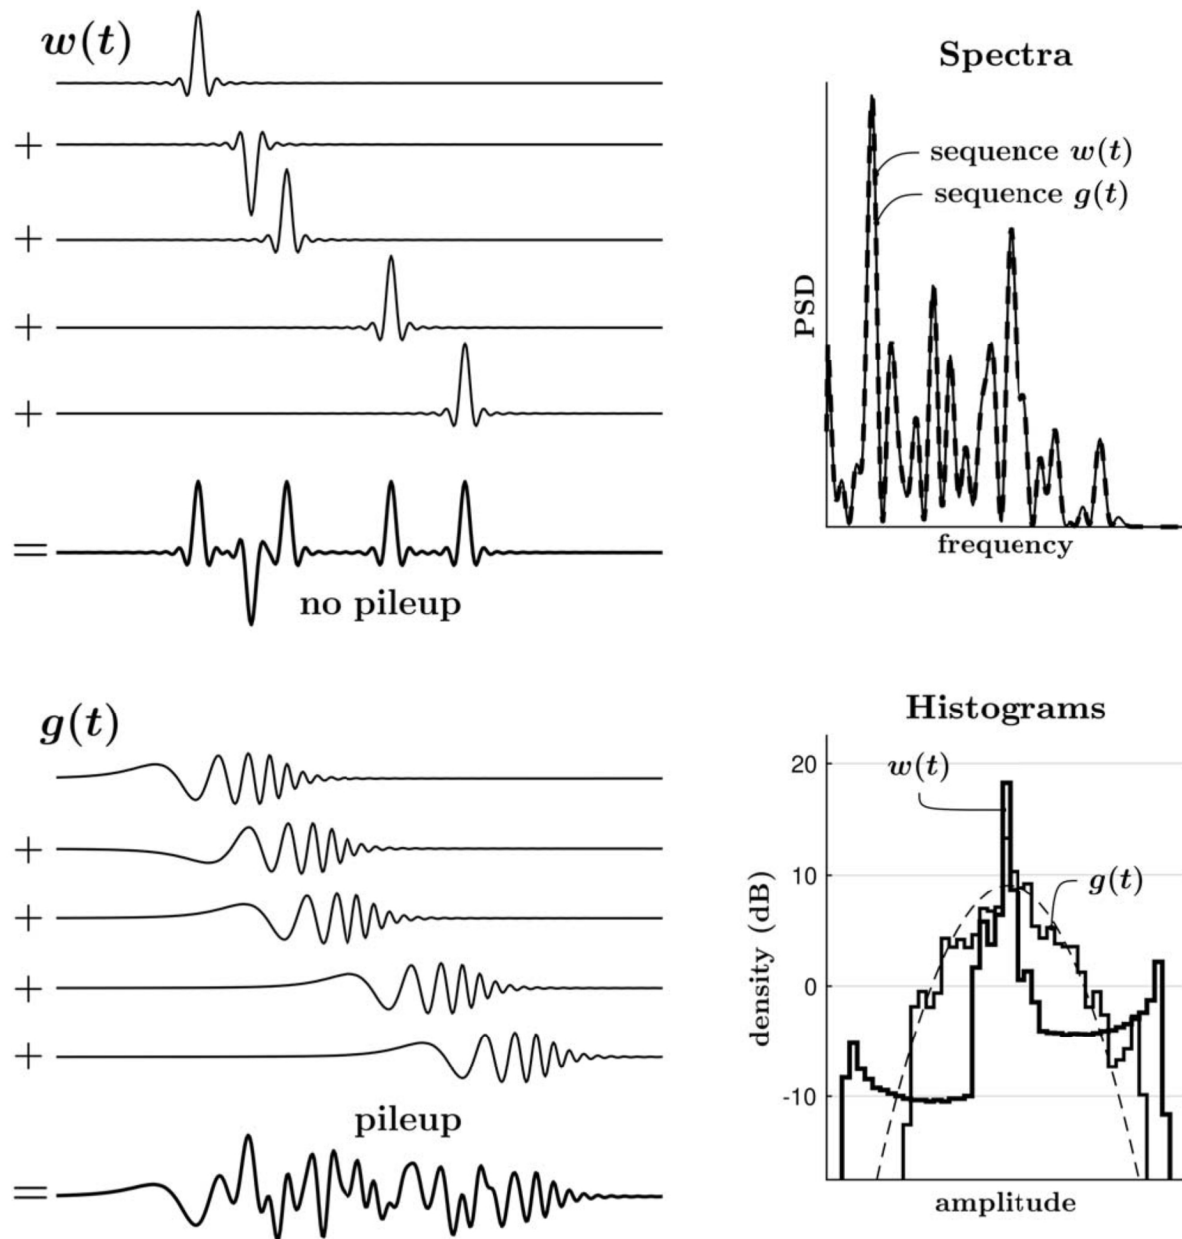 w(t)
+
+
+
+
=
no pileup
Spectra
sequence w(t)
sequence g(t)
PSD
frequency
g(t)
+
+
+
+
pileup
=
Histograms
w(t)
g(t)
20
10
0
-10
density (dB)
amplitude